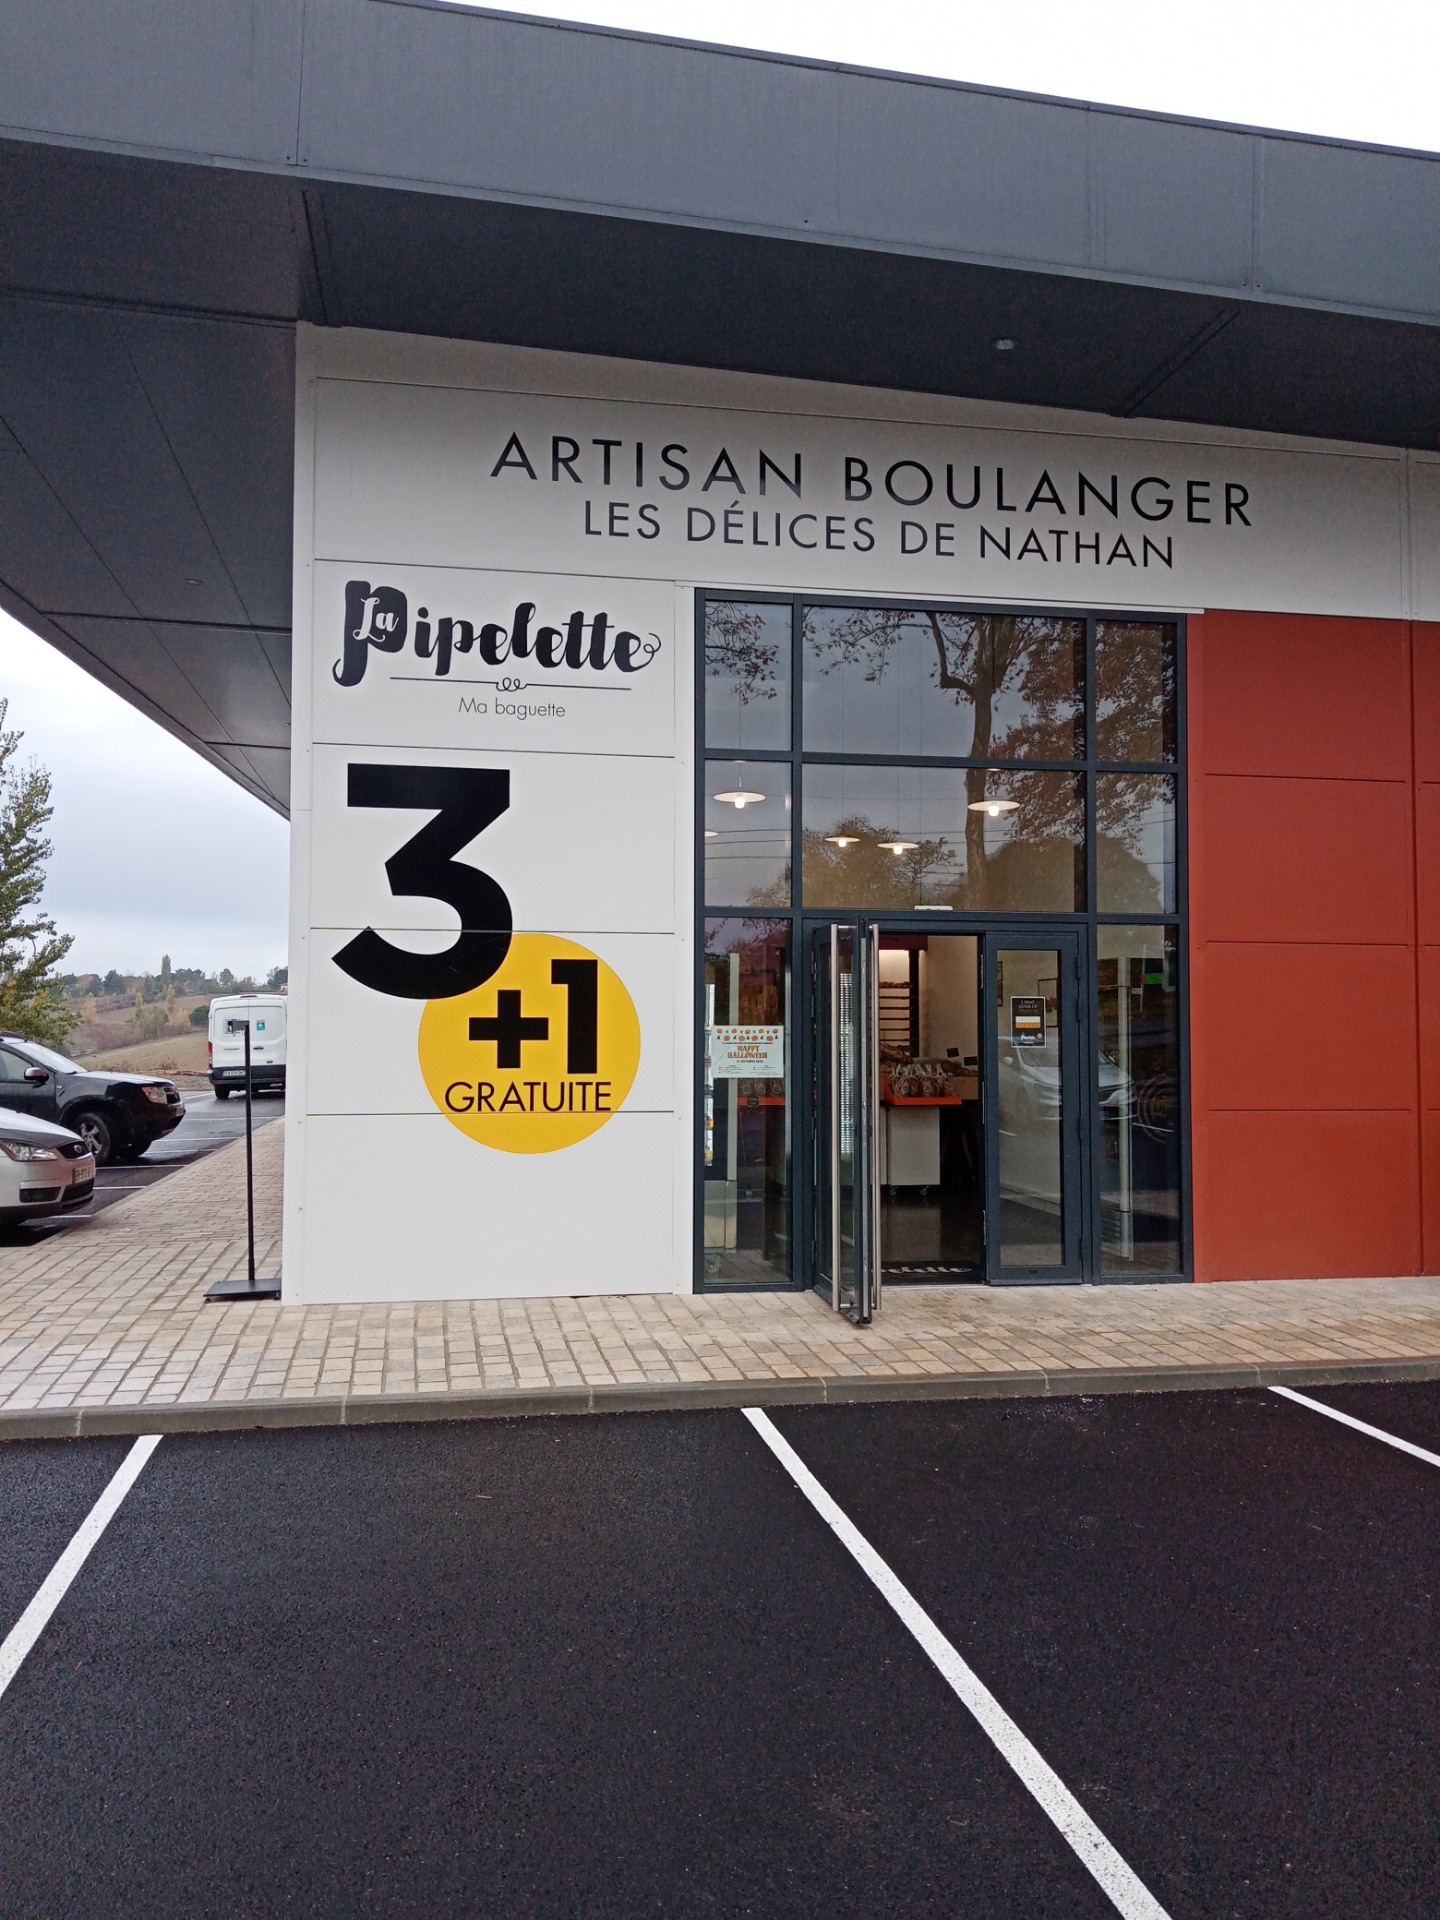 ARTISAN BOULANGER
LES DÉLICES DE NATHAN
La Pipelette
Ma baguette
3
+1
GRATUITE
HAPPY
HALLOWEEN